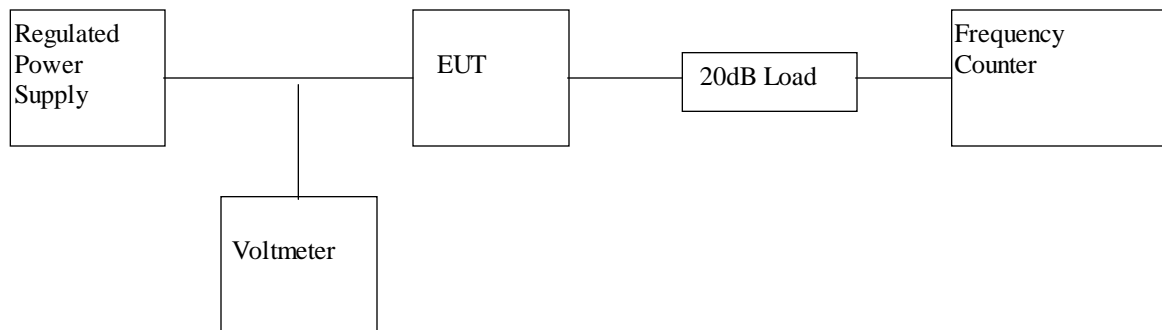 Regulated
Power
Supply
EUT
20dB Load
Frequency
Counter
Voltmeter